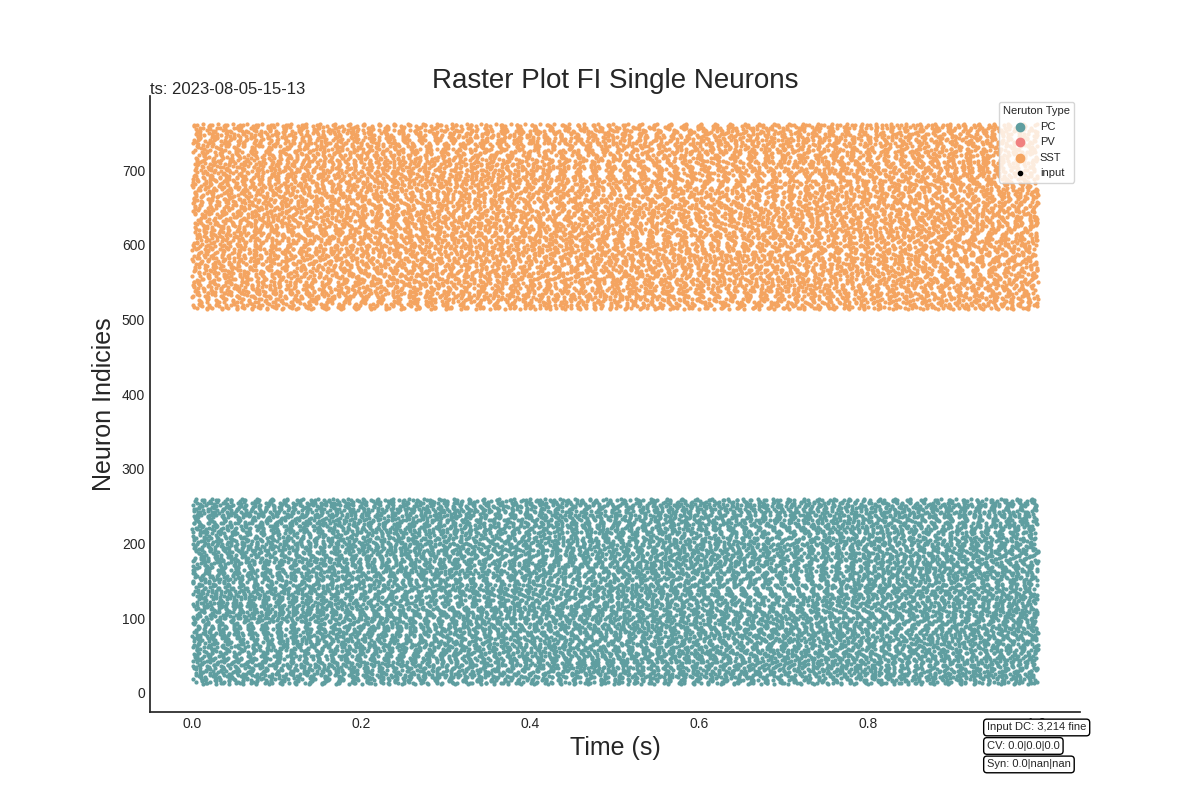 Raster Plot FI Single Neurons
ts: 2023-08-05-15-13
Neruton Type
PC
PV
SST
input
Neuron Indicies
700
600
500
400
300
200
100
0
0.0 0.2 0.4 0.6 0.8
Time (s)
Input DC: 3,214 fine
CV: 0.0|0.0|0.0
Syn: 0.0|nan|nan